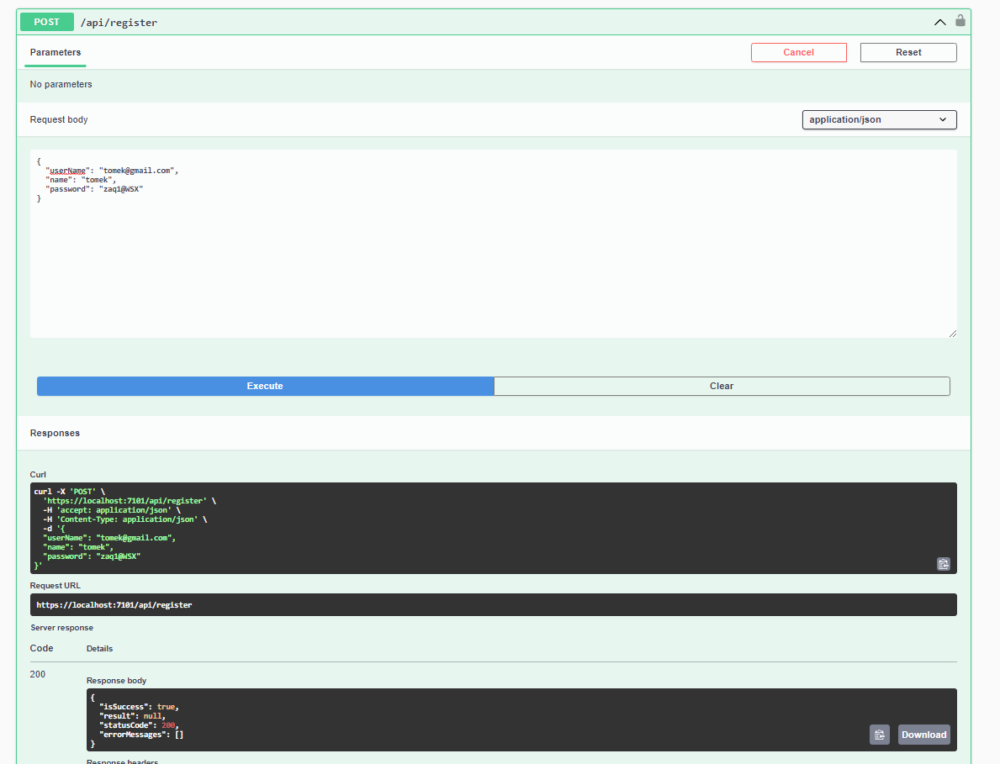 POST /api/register
Parameters
Cancel
Reset
No parameters
Request body
application/json
{
  "userName": "tomek@gmail.com",
  "name": "tomek",
  "password": "zaq1@WSX"
}
Execute
Clear
Responses
Curl
curl -X 'POST' \
  'https://localhost:7101/api/register' \
  -H 'accept: application/json' \
  -H 'Content-Type: application/json' \
  -d '{
  "userName": "tomek@gmail.com",
  "name": "tomek",
  "password": "zaq1@WSX"
}'
Request URL
https://localhost:7101/api/register
Server response
Code Details
200
Response body
{
  "isSuccess": true,
  "result": null,
  "statusCode": 200,
  "errorMessages": []
}
Download
Response headers